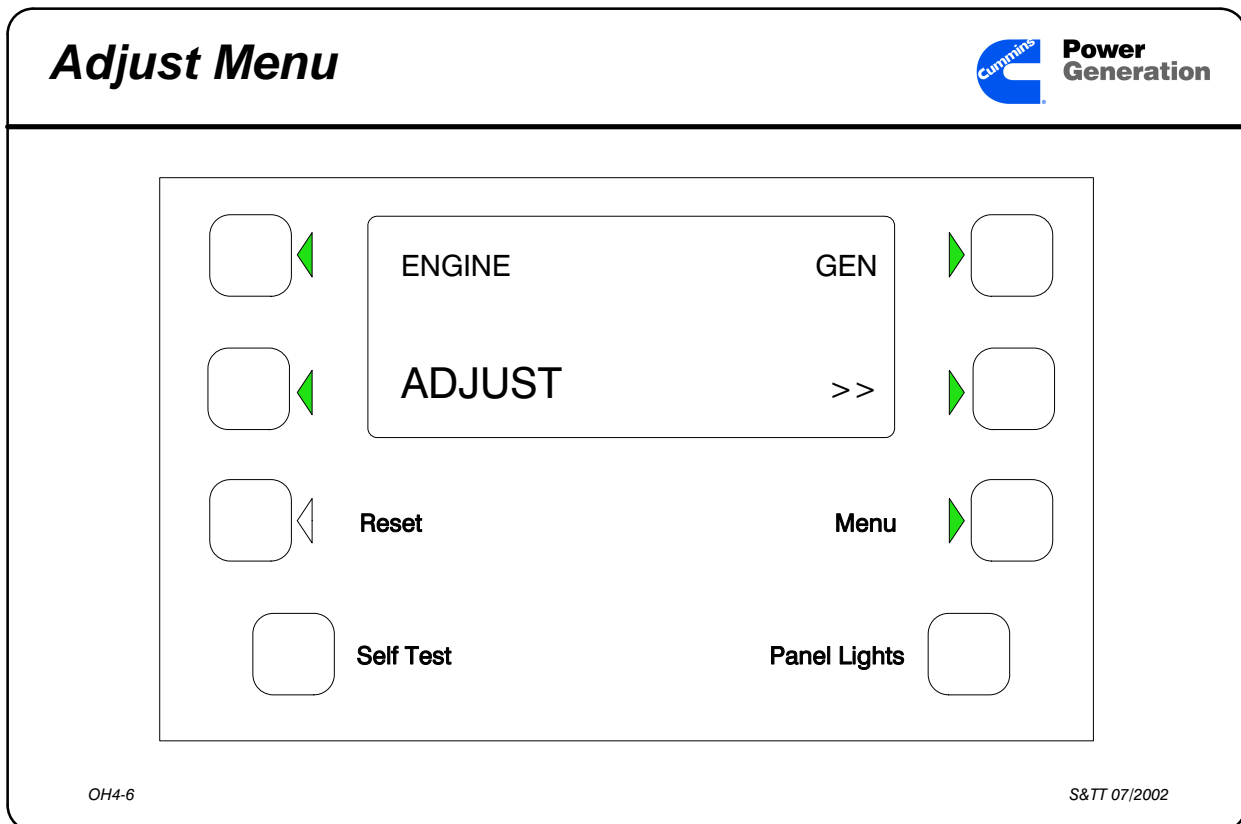 Adjust Menu
Cummins
Power
Generation
ENGINE GEN
ADJUST >>
Reset Menu
Self Test Panel Lights
OH4-6 S&TT 07/2002